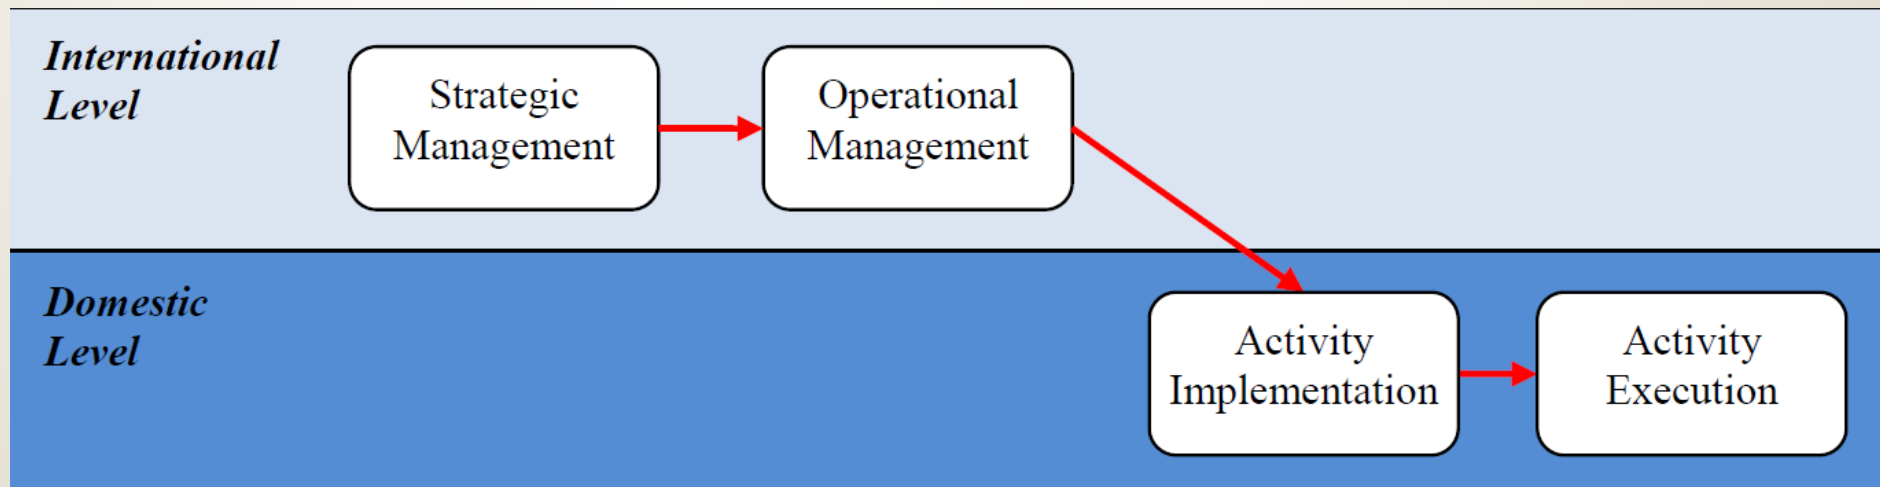 International
Level
Strategic
Management
Operational
Management
Domestic
Level
Activity
Implementation
Activity
Execution